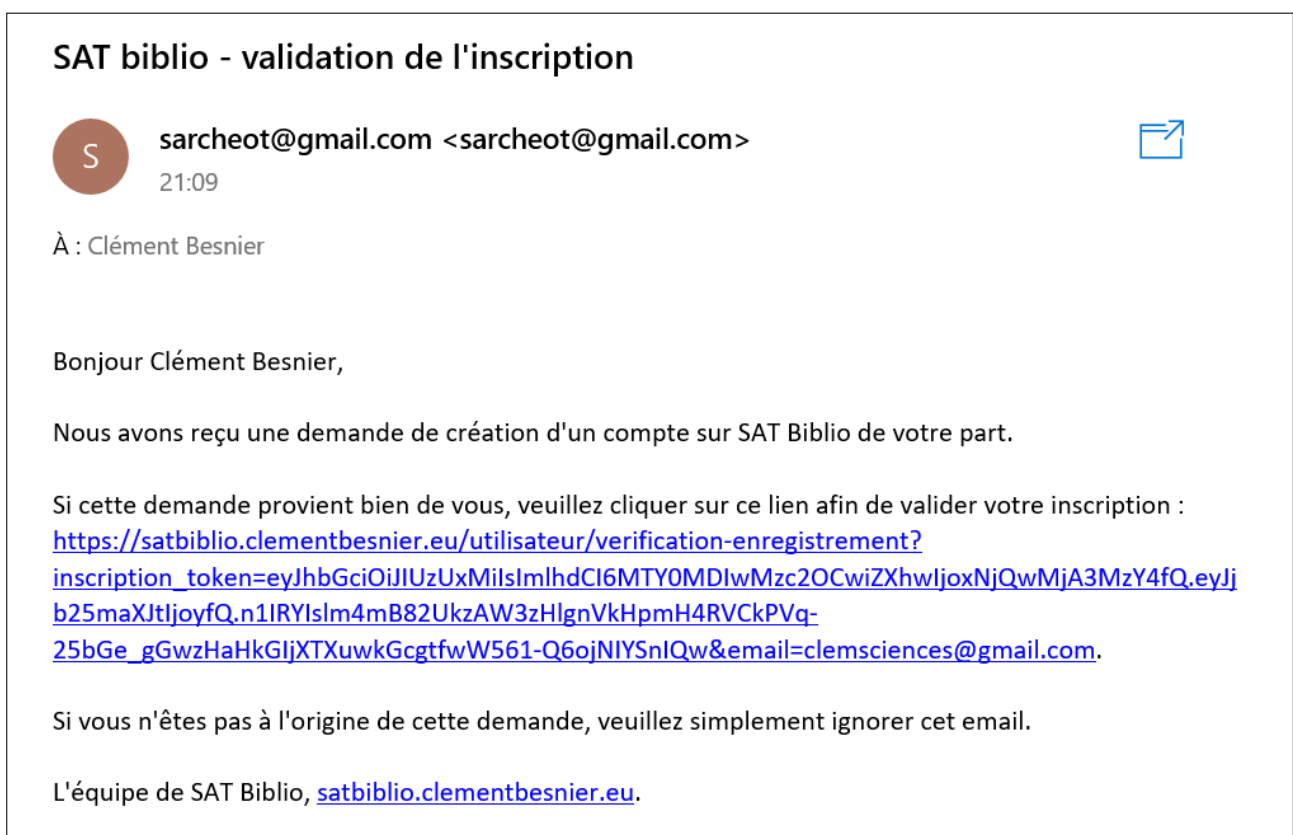 SAT biblio - validation de l'inscription
S
sarcheot@gmail.com <sarcheot@gmail.com>
21:09
À : Clément Besnier
Bonjour Clément Besnier,
Nous avons reçu une demande de création d'un compte sur SAT Biblio de votre part.
Si cette demande provient bien de vous, veuillez cliquer sur ce lien afin de valider votre inscription :
https://satbiblio.clementbesnier.eu/utilisateur/verification-enregistrement?
inscription_token=eyJhbGciOiJIUzUxMiIsImlhdCI6MTY0MDIwMzc2OCwiZXhwIjoxNjQwMjA3MzY4fQ.eyJj
b25maXJtIjoyfQ.n1IRYIslm4mB82UkzAW3zHlgnVkHpmH4RVCkPVq-
25bGe_gGwzHaHkGIjXTXuwkGcgtfwW561-Q6ojNIYSnIQw&email=clemsciences@gmail.com.
Si vous n'êtes pas à l'origine de cette demande, veuillez simplement ignorer cet email.
L'équipe de SAT Biblio, satbiblio.clementbesnier.eu.